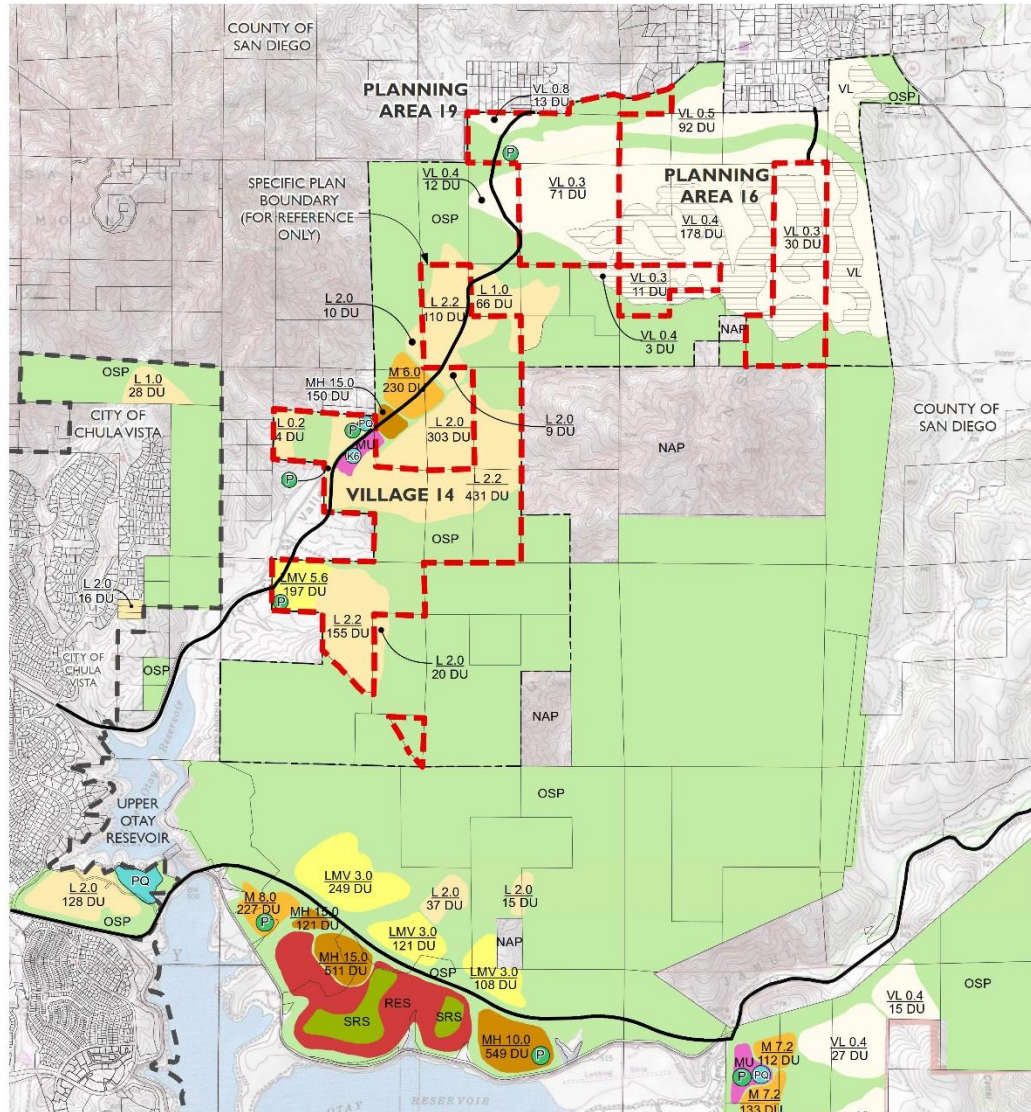 COUNTY OF
SAN DIEGO
PLANNING
AREA 19
VL 0.8
13 DU
VL 0.5
92 DU
VL
OSP
P
SPECIFIC PLAN
BOUNDARY
(FOR REFERENCE
ONLY)
VL 0.4
12 DU
OSP
VL 0.3
71 DU
PLANNING
AREA 16
VL 0.4
178 DU
VL 0.3
30 DU
VL
L 2.0
10 DU
L 2.2
110 DU
L 1.0
66 DU
VL 0.3
11 DU
VL 0.4
3 DU
NAP
OSP
L 1.0
28 DU
CITY OF
CHULA VISTA
MH 15.0
150 DU
M 6.0
230 DU
L 2.0
9 DU
COUNTY OF
SAN DIEGO
L 0.2
4 DU
P
PQ
MU
K6
L 2.0
303 DU
NAP
P
VILLAGE 14
L 2.2
431 DU
OSP
L 2.0
16 DU
LMV 5.6
197 DU
P
L 2.2
155 DU
L 2.0
20 DU
CITY OF
CHULA
VISTA
OSP
NAP
Otay Reservoir
OSP
UPPER
OTAY
RESEVOIR
PQ
L 2.0
128 DU
OSP
LMV 3.0
249 DU
L 2.0
37 DU
L 2.0
15 DU
M 8.0
227 DU
P
MH 15.0
121 DU
LMV 3.0
121 DU
NAP
MH 15.0
511 DU
OSP
LMV 3.0
108 DU
OSP
RES
SRS
SRS
MH 10.0
549 DU
P
VL 0.4
15 DU
VL 0.4
27 DU
MU
P
PQ
M 7.2
112 DU
M 7.2
133 DU
OTAY RESERVOIR